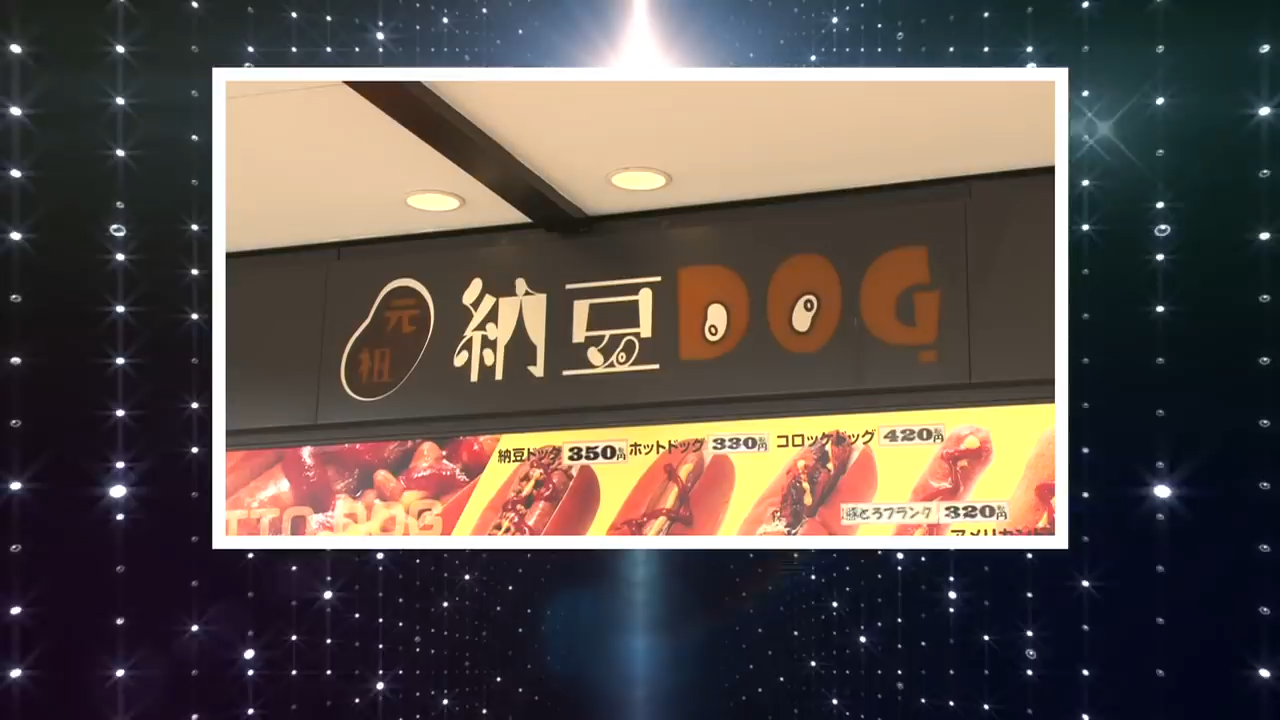 元祖
納豆DOG
納豆ドッグ 350円
ホットドッグ 330円
コロッケドッグ 420円
豚とろフランク 320円
TTO DOG